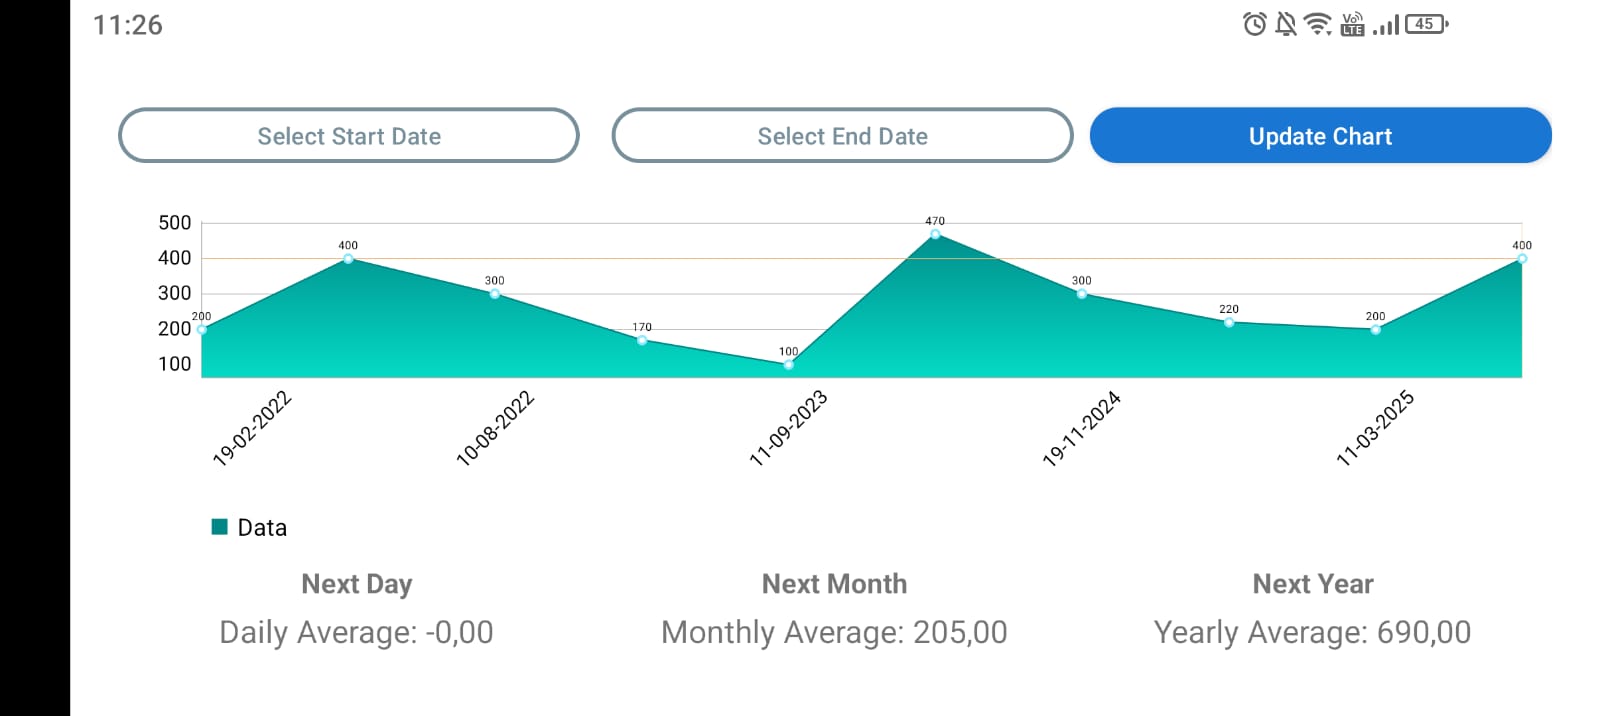 11:26
Vo)) LTE 45
Select Start Date Select End Date Update Chart
500
400
300
200
100
200 400 300 170 100 470 300 220 200 400
19-02-2022 10-08-2022 11-09-2023 19-11-2024 11-03-2025
Data
Next Day Next Month Next Year
Daily Average: -0,00 Monthly Average: 205,00 Yearly Average: 690,00